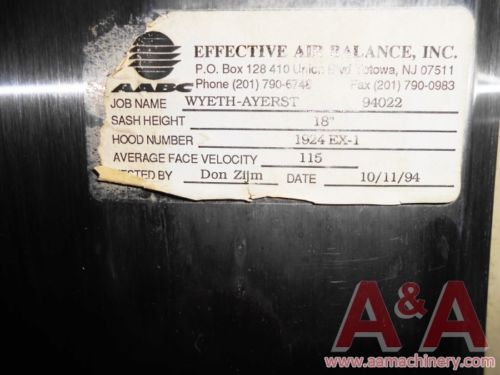 EFFECTIVE AIR BALANCE, INC.
P.O. Box 128 410 Union Totowa, NJ 07511
AABC Phone (201) 790-6748 Fax (201) 790-0983
JOB NAME WYETH-AYERST 94022
SASH HEIGHT 18"
HOOD NUMBER 1924 EX-1
AVERAGE FACE VELOCITY 115
TESTED BY Don Zijm DATE 10/11/94
A&A
www.aamachinery.com